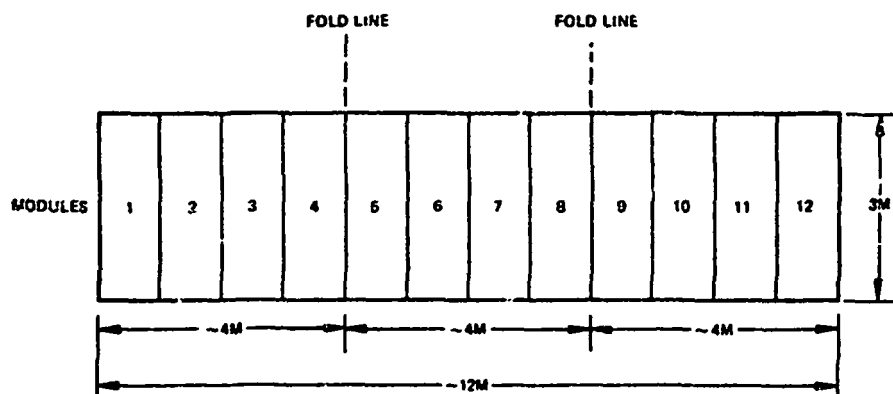 FOLD LINE FOLD LINE
MODULES 1 2 3 4 5 6 7 8 9 10 11 12 3M
~4M ~4M ~4M
~12M